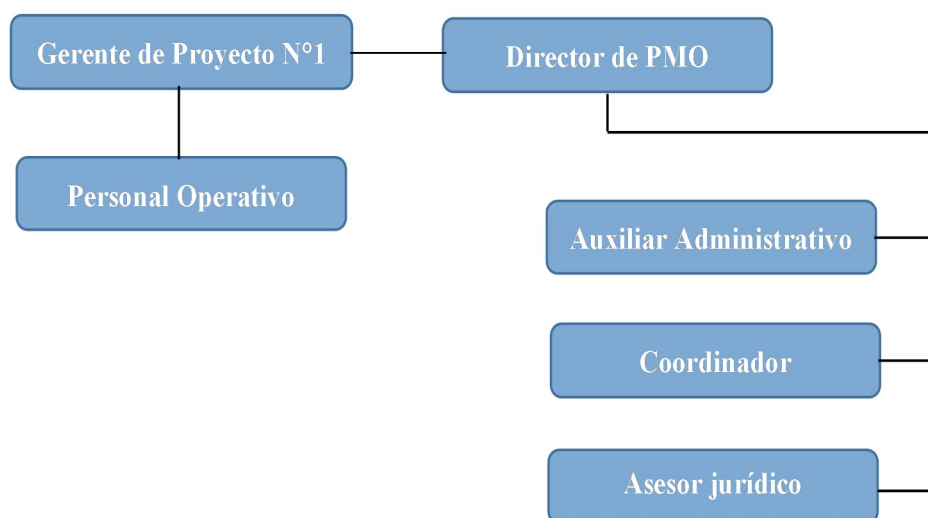 Gerente de Proyecto N°1
Director de PMO
Personal Operativo
Auxiliar Administrativo
Coordinador
Asesor jurídico